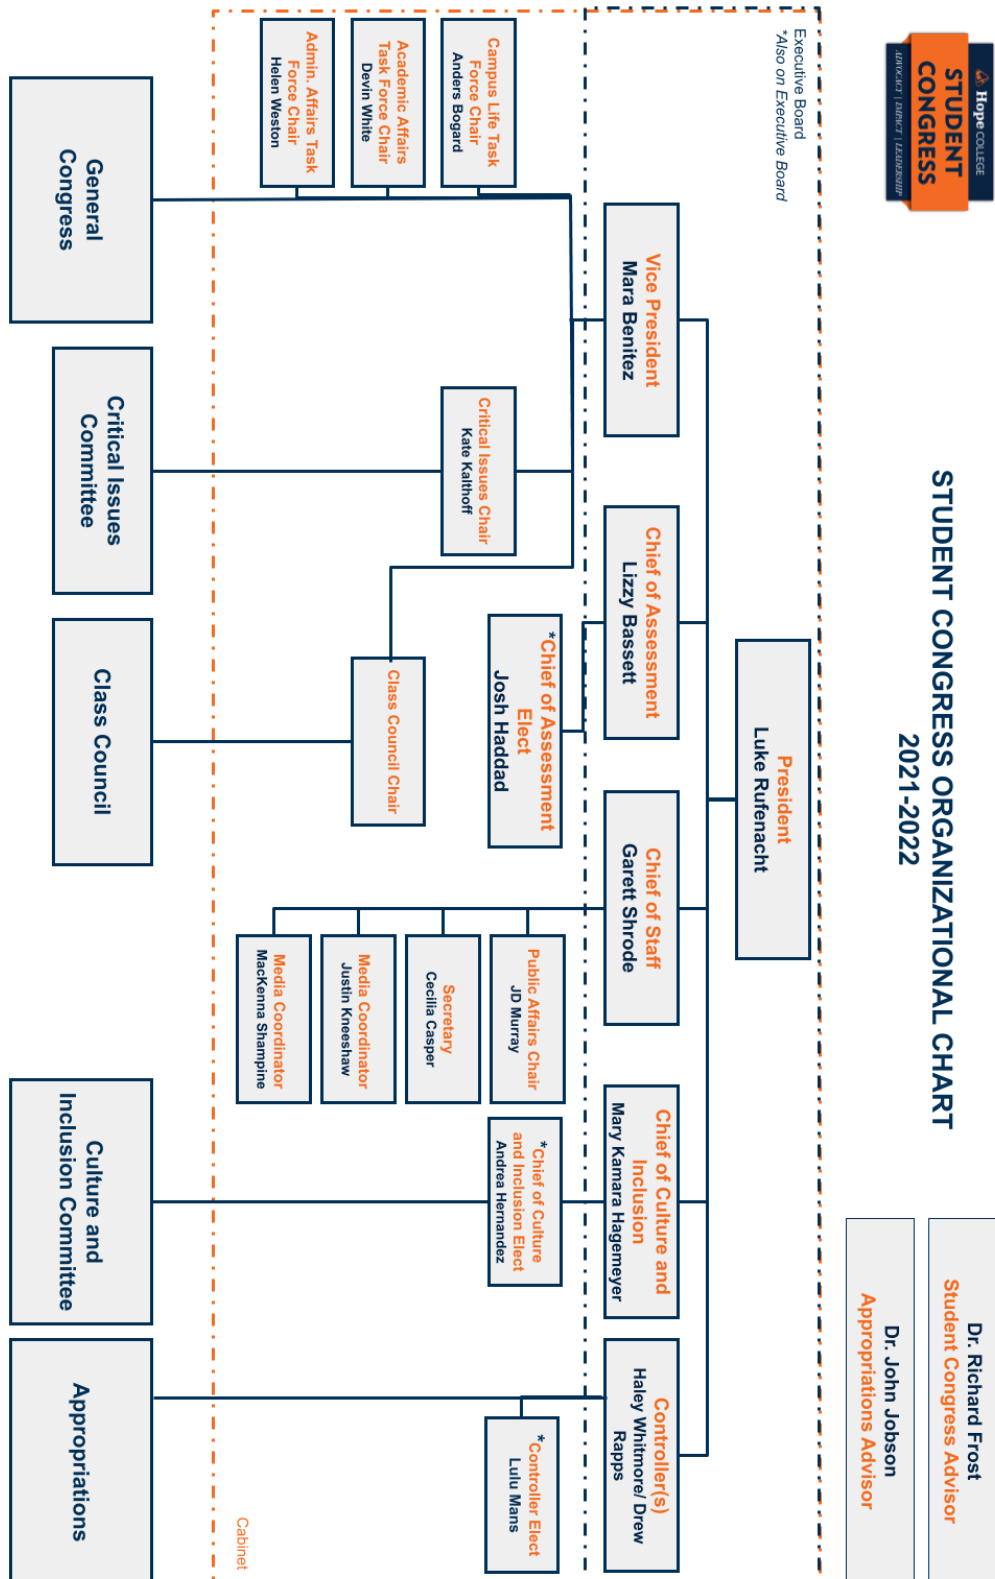 Hope COLLEGE
STUDENT
CONGRESS
ADVOCACY | IMPACT | LEADERSHIP
STUDENT CONGRESS ORGANIZATIONAL CHART
2021-2022
Dr. Richard Frost
Student Congress Advisor
Dr. John Jobson
Appropriations Advisor
Executive Board
*Also on Executive Board
President
Luke Rufenacht
Vice President
Mara Benitez
Chief of Assessment
Lizzy Bassett
Chief of Staff
Garett Shrode
Chief of Culture and
Inclusion
Mary Kamara Hagemeyer
Controller(s)
Haley Whitmore/ Drew
Rapps
Campus Life Task
Force Chair
Anders Bogard
Academic Affairs
Task Force Chair
Devin White
Admin. Affairs Task
Force Chair
Helen Weston
Critical Issues Chair
Kate Kalthoff
*Chief of Assessment
Elect
Josh Haddad
Class Council Chair
Public Affairs Chair
JD Murray
Secretary
Cecilia Casper
Media Coordinator
Justin Kneeshaw
Media Coordinator
MacKenna Shampine
*Chief of Culture
and Inclusion Elect
Andrea Hernandez
*Controller Elect
Lulu Mans
Cabinet
General
Congress
Critical Issues
Committee
Class Council
Culture and
Inclusion Committee
Appropriations